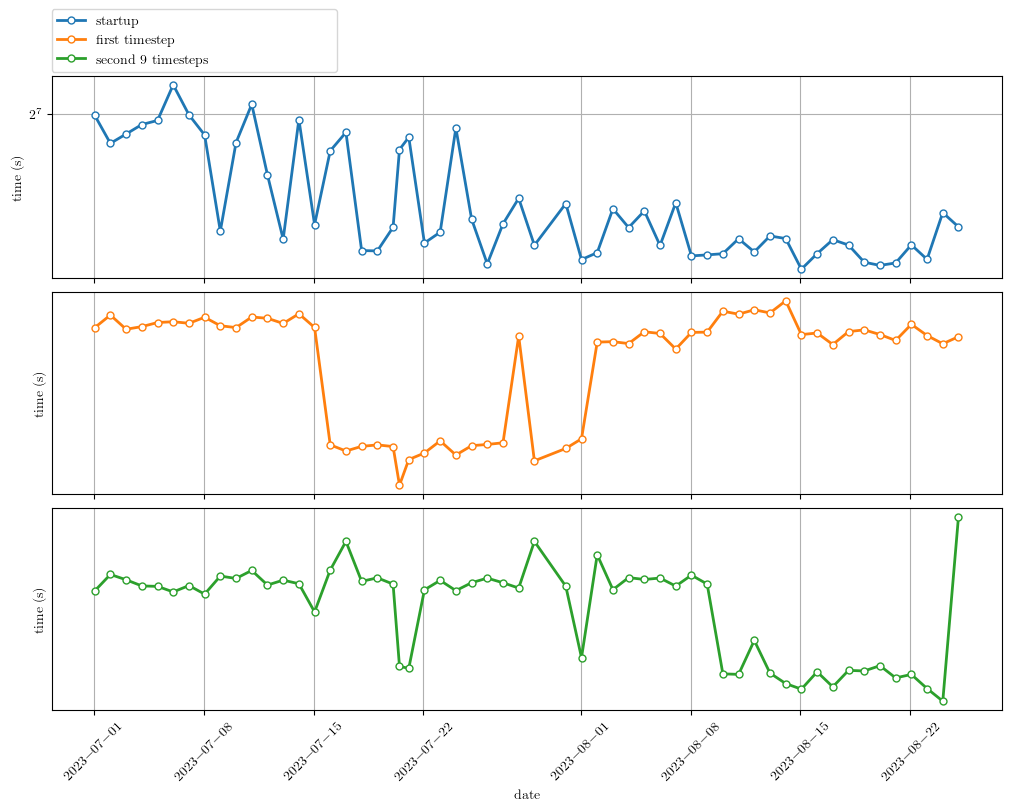 startup
first timestep
second 9 timesteps
2^7
time (s)
time (s)
time (s)
2023−07−01
2023−07−08
2023−07−15
2023−07−22
2023−08−01
2023−08−08
2023−08−15
2023−08−22
date